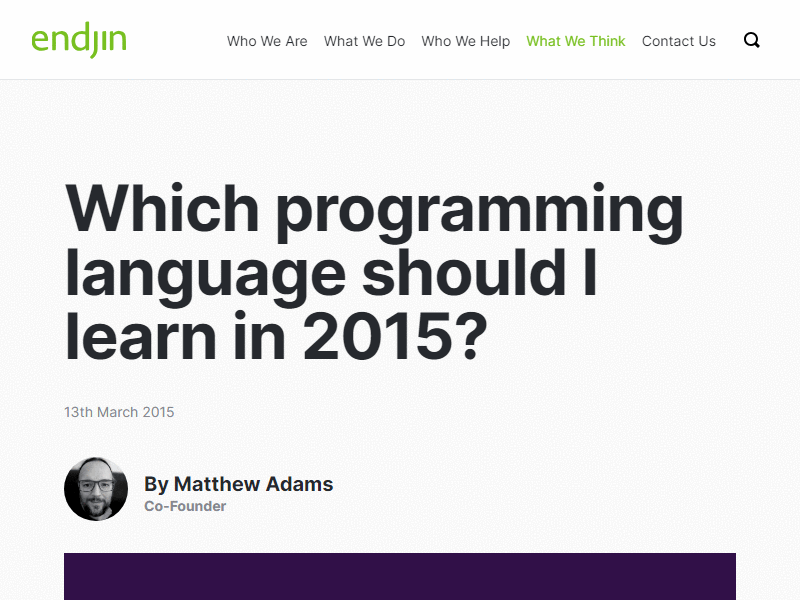 endjin
Who We Are What We Do Who We Help What We Think Contact Us
Which programming
language should I
learn in 2015?
13th March 2015
By Matthew Adams
Co-Founder